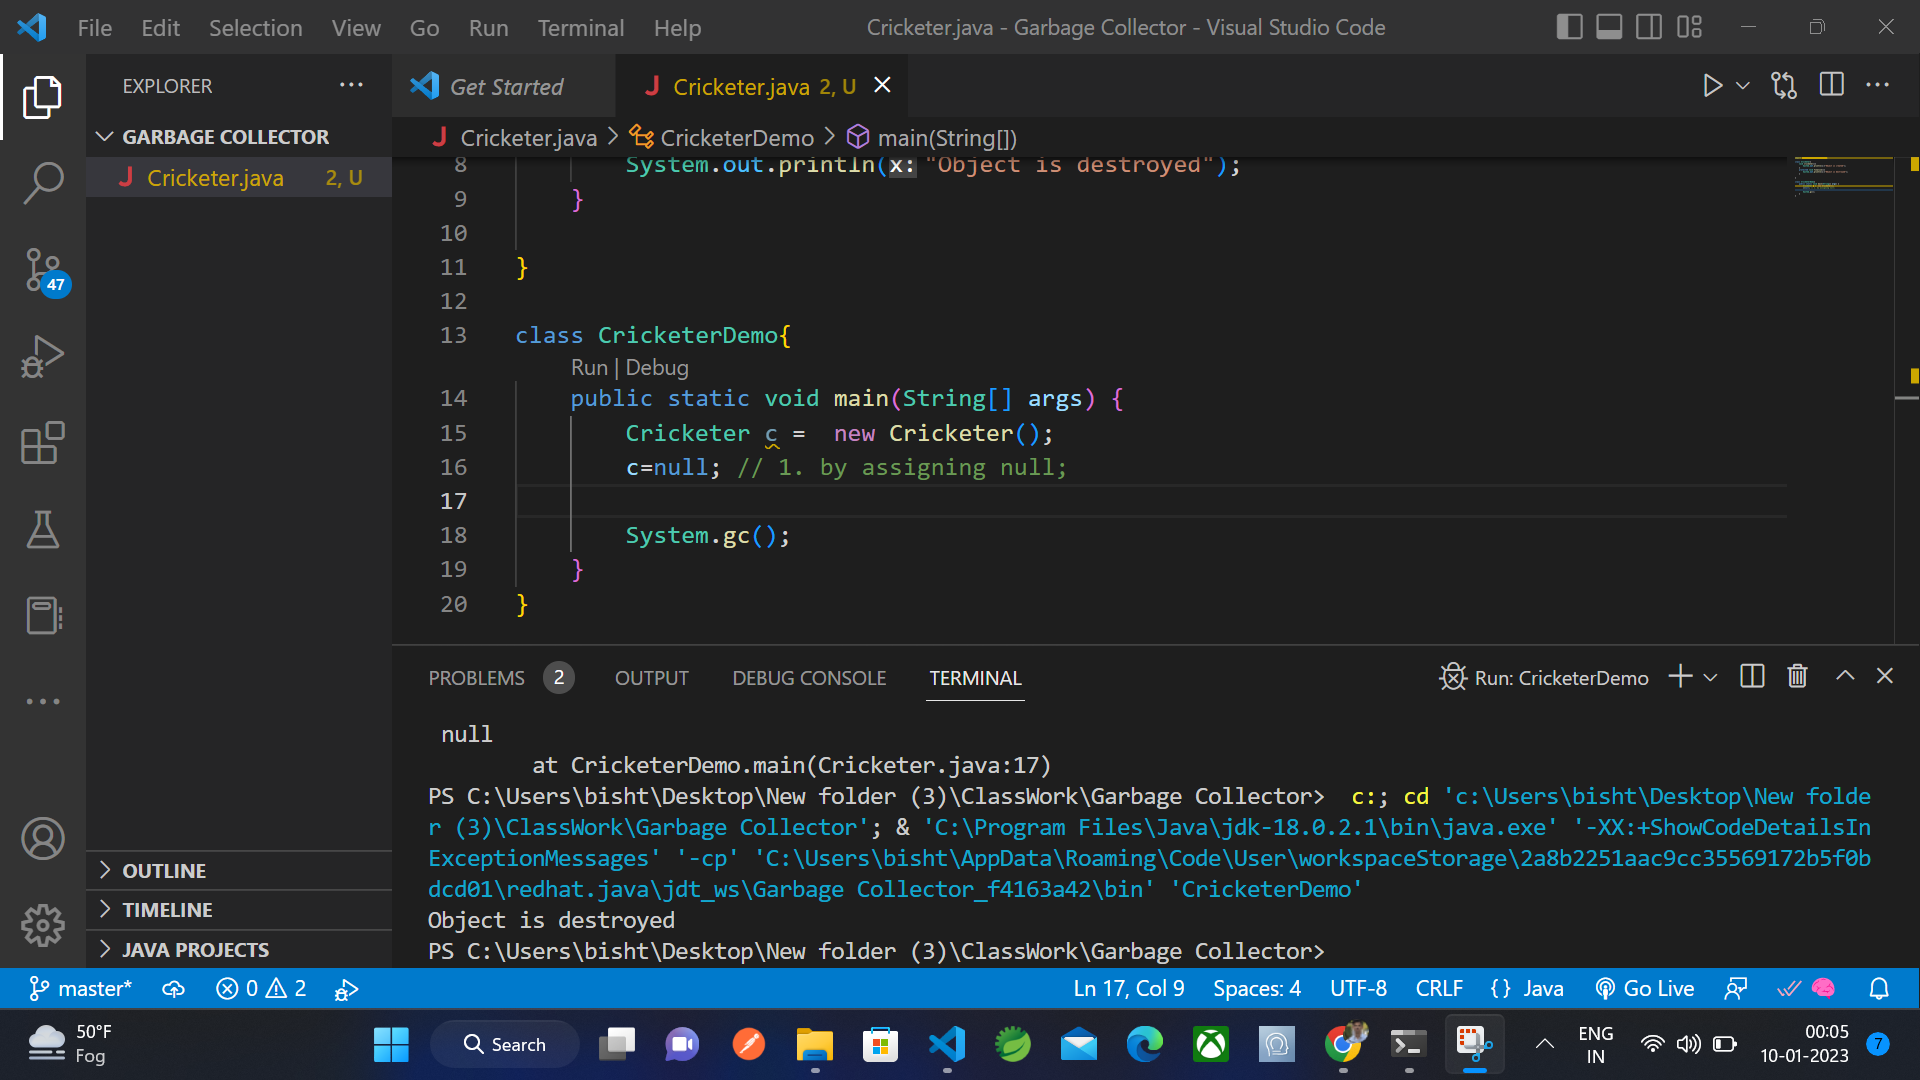 File Edit Selection View Go Run Terminal Help Cricketer.java - Garbage Collector - Visual Studio Code
EXPLORER ···
GARBAGE COLLECTOR
Cricketer.java 2, U
Get Started
J Cricketer.java 2, U
J Cricketer.java > CricketerDemo > main(String[])
8 System.out.println(x: "Object is destroyed");
9 }
10
11 }
12
13 class CricketerDemo{
Run | Debug
14 public static void main(String[] args) {
15 Cricketer c =  new Cricketer();
16 c=null; // 1. by assigning null;
17
18 System.gc();
19 }
20 }
47
PROBLEMS 2 OUTPUT DEBUG CONSOLE TERMINAL Run: CricketerDemo
null
at CricketerDemo.main(Cricketer.java:17)
PS C:\Users\bisht\Desktop\New folder (3)\ClassWork\Garbage Collector>  c:; cd 'c:\Users\bisht\Desktop\New folde
r (3)\ClassWork\Garbage Collector'; & 'C:\Program Files\Java\jdk-18.0.2.1\bin\java.exe' '-XX:+ShowCodeDetailsIn
ExceptionMessages' '-cp' 'C:\Users\bisht\AppData\Roaming\Code\User\workspaceStorage\2a8b2251aac9cc35569172b5f0b
dcd01\redhat.java\jdt_ws\Garbage Collector_f4163a42\bin' 'CricketerDemo'
Object is destroyed
PS C:\Users\bisht\Desktop\New folder (3)\ClassWork\Garbage Collector>
OUTLINE
TIMELINE
JAVA PROJECTS
master* 0 2 Ln 17, Col 9 Spaces: 4 UTF-8 CRLF {} Java Go Live
50°F
Fog
Search
ENG
IN
00:05
10-01-2023
7